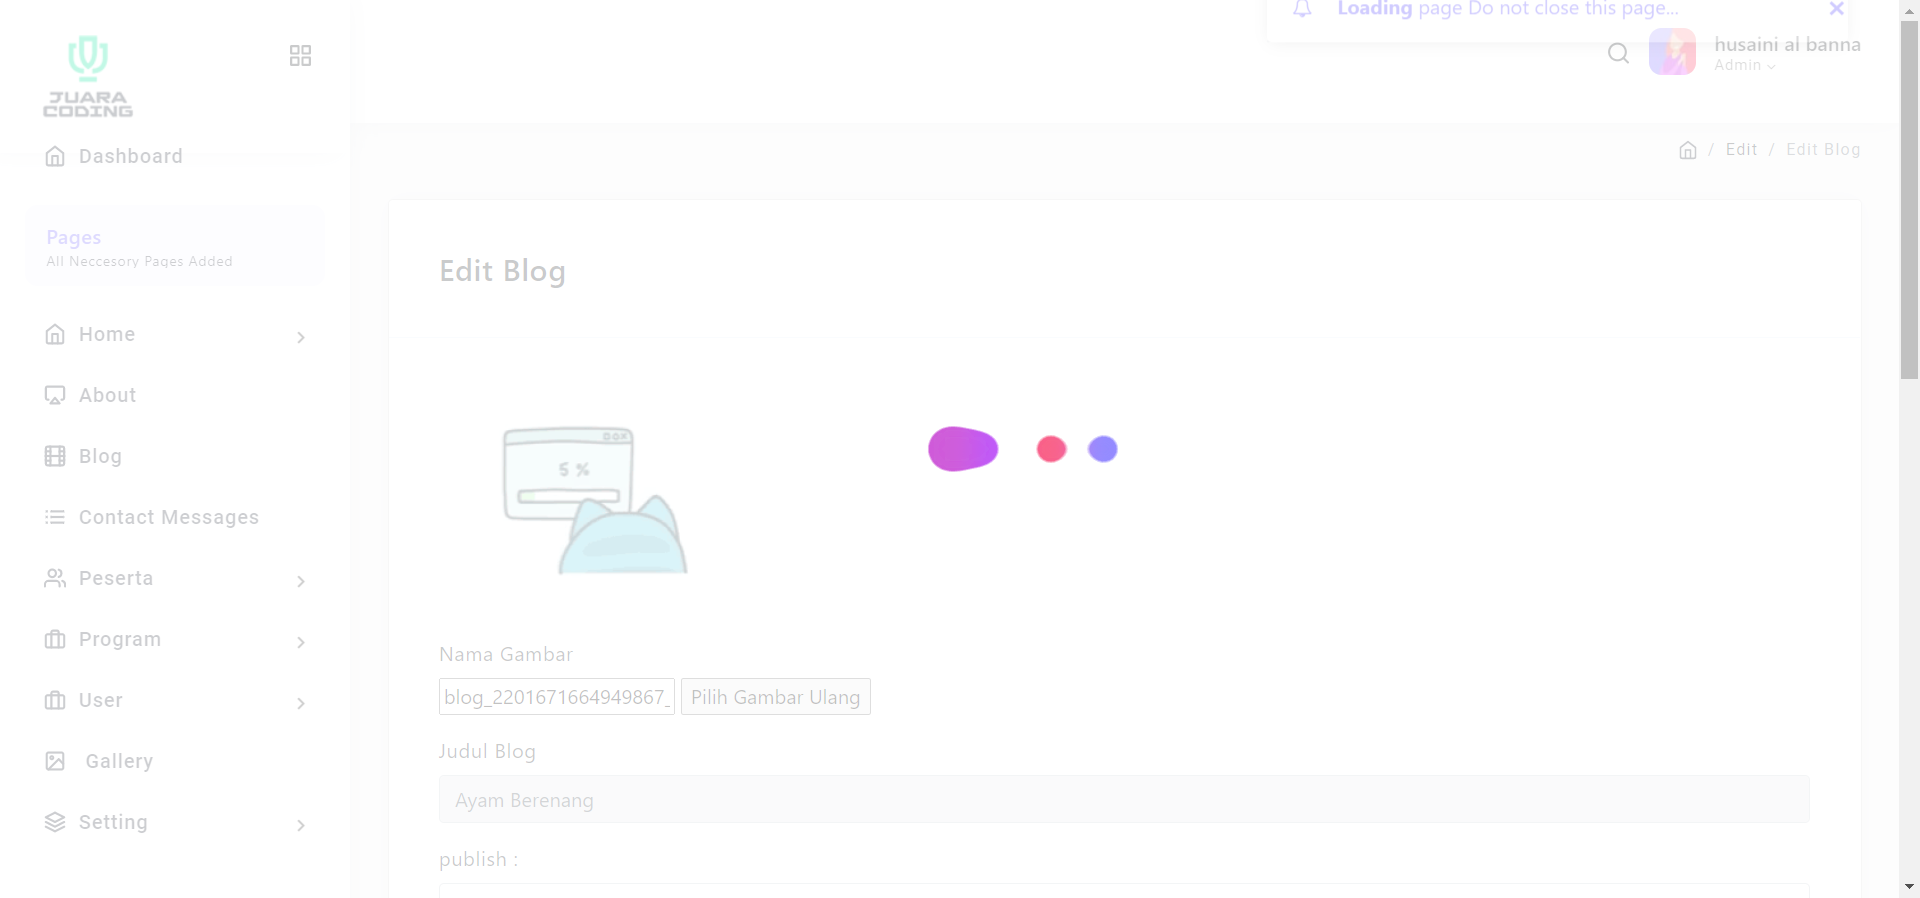 Loading page Do not close this page...
JUARA
CODING
husaini al banna
Admin
Dashboard
/ Edit / Edit Blog
Pages
All Neccesory Pages Added
Edit Blog
Home
About
Blog
Contact Messages
Peserta
Program
User
Gallery
Setting
5 %
Nama Gambar
blog_2201671664949867_
Pilih Gambar Ulang
Judul Blog
Ayam Berenang
publish :